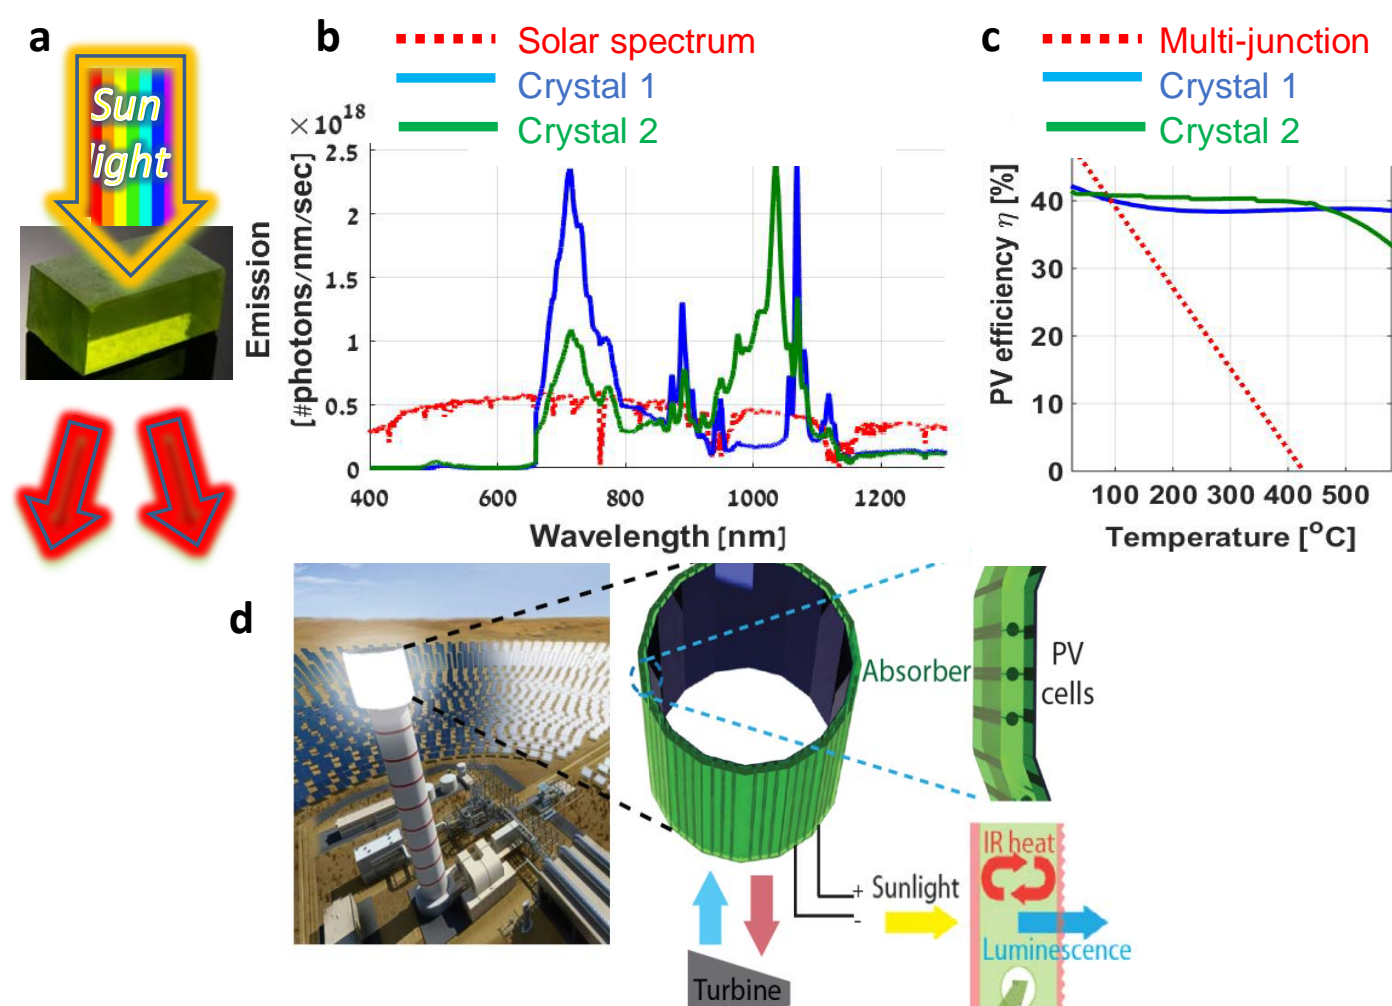 a
Sun
light
b
Solar spectrum
Crystal 1
Crystal 2
×10¹⁸
Emission
[#photons/nm/sec]
2.5
2
1.5
1
0.5
0
400
600
800
1000
1200
Wavelength [nm]
c
Multi-junction
Crystal 1
Crystal 2
PV efficiency η [%]
40
30
20
10
0
100 200 300 400 500
Temperature [°C]
d
Absorber
PV
cells
+
-
Sunlight
IR heat
Luminescence
Turbine